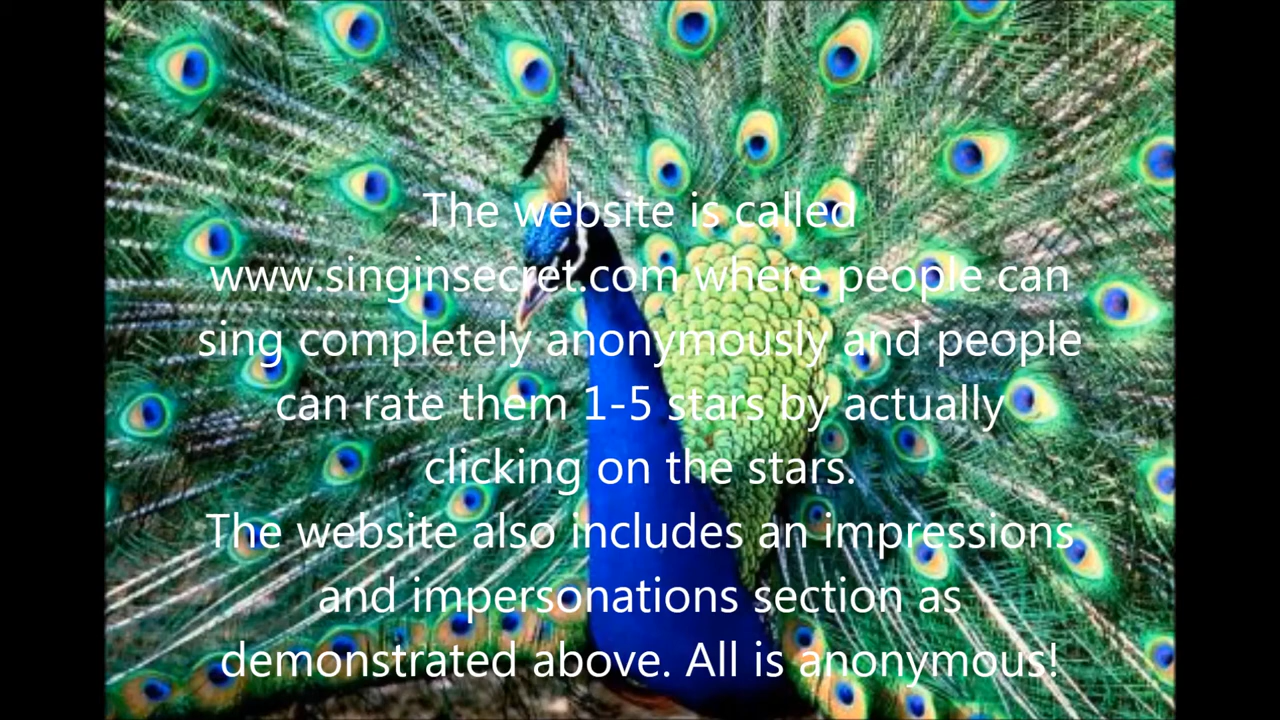 The website is called
www.singinsecret.com where people can
sing completely anonymously and people
can rate them 1-5 stars by actually
clicking on the stars.
The website also includes an impressions
and impersonations section as
demonstrated above. All is anonymous!